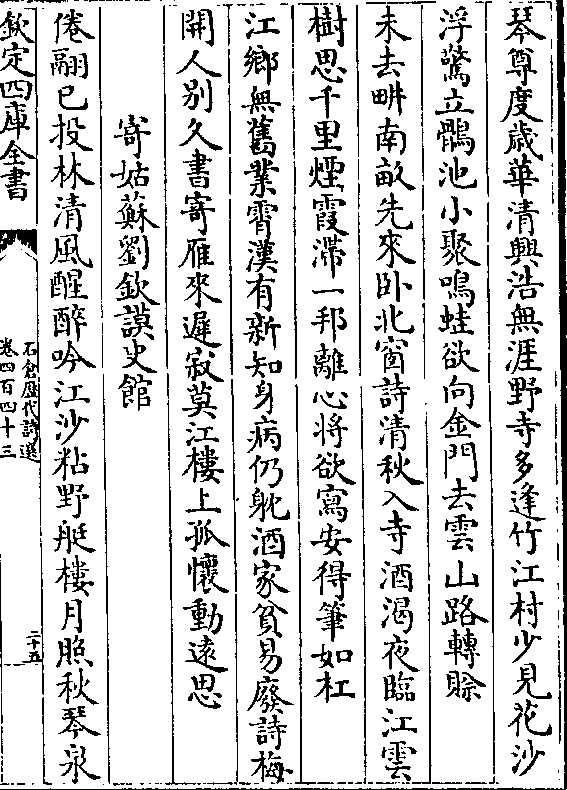 琴尊度歳華清興浩無涯野寺多逢竹江村少見花沙
浮驚立鶻池小聚鳴蛙欲向金門去雲山路轉賒
未去畊南畝先來卧北窗詩清秋入寺酒渴夜臨江雲
樹思千里煙霞滯一邦離心将欲寫安得筆如杠
江鄉無舊業霄漢有新知身病仍躭酒家貧易廢詩梅
開人别久書寄雁來遲寂莫江樓上孤懷動遠思
寄姑蘇劉欽謨史館
倦翮已投林清風醒醉吟江沙粘野艇樓月照秋琴泉
欽定四庫全書
石倉歴代詩選
卷四百四十三
二十五